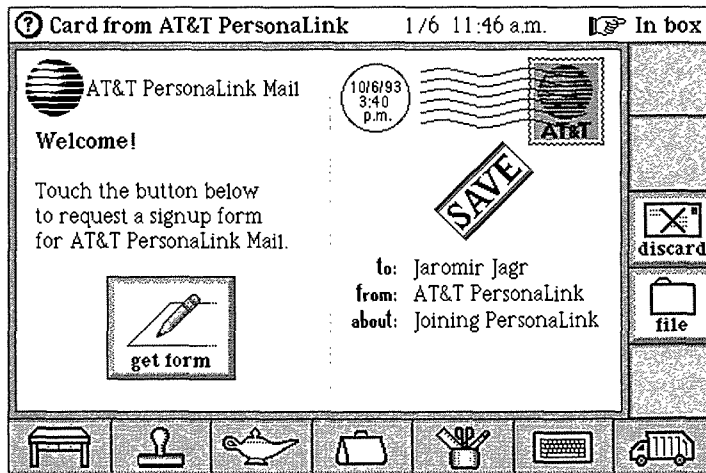 ? Card from AT&T PersonaLink 1/6 11:46 a.m. In box
AT&T PersonaLink Mail
Welcome!
Touch the button below
to request a signup form
for AT&T PersonaLink Mail.
get form
10/6/93
3:40
p.m.
AT&T
SAVE
to: Jaromir Jagr
from: AT&T PersonaLink
about: Joining PersonaLink
discard
file